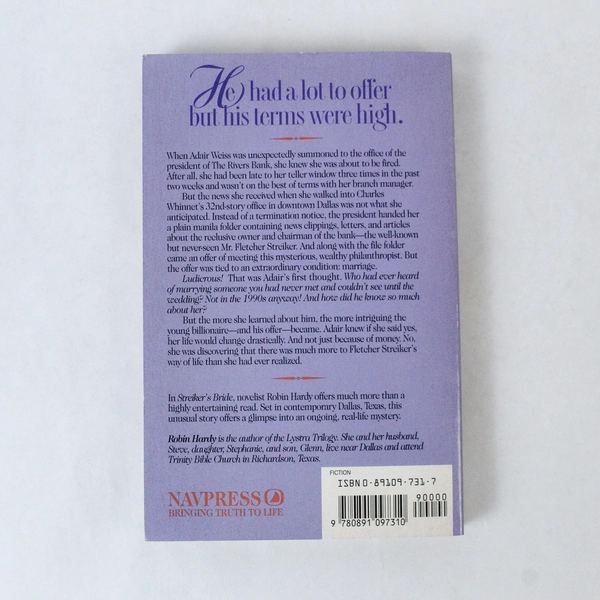 He had a lot to offer
but his terms were high.
When Adair Weiss was unexpectedly summoned to the office of the
president of The Rivers Bank, she knew she was about to be fired.
After all, she had been late to her teller window three times in the past
two weeks and wasn't on the best of terms with her branch manager.
But the news she received when she walked into Charles
Whinnet's 32nd-story office in downtown Dallas was not what she
anticipated. Instead of a termination notice, the president handed her
a plain manila folder containing news clippings, letters, and articles
about the reclusive owner and chairman of the bank—the well-known
but never-seen Mr. Fletcher Streiker. And along with the file folder
came an offer of meeting this mysterious, wealthy philanthropist. But
the offer was tied to an extraordinary condition: marriage.
Ludicrous! That was Adair's first thought. Who had ever heard
of marrying someone you had never met and couldn't see until the
wedding? Not in the 1990s anyway! And how did he know so much
about her?
But the more she learned about him, the more intriguing the
young billionaire—and his offer—became. Adair knew if she said yes,
her life would change drastically. And not just because of money. No,
she was discovering that there was much more to Fletcher Streiker's
way of life than she had ever realized.
In Streiker's Bride, novelist Robin Hardy offers much more than a
highly entertaining read. Set in contemporary Dallas, Texas, this
unusual story offers a glimpse into an ongoing, real-life mystery.
Robin Hardy is the author of the Lystra Trilogy. She and her husband,
Steve, daughter, Stephanie, and son, Glenn, live near Dallas and attend
Trinity Bible Church in Richardson, Texas.
NAVPRESS
BRINGING TRUTH TO LIFE
FICTION
ISBN 0-89109-731-7
90000
9 780891 097310